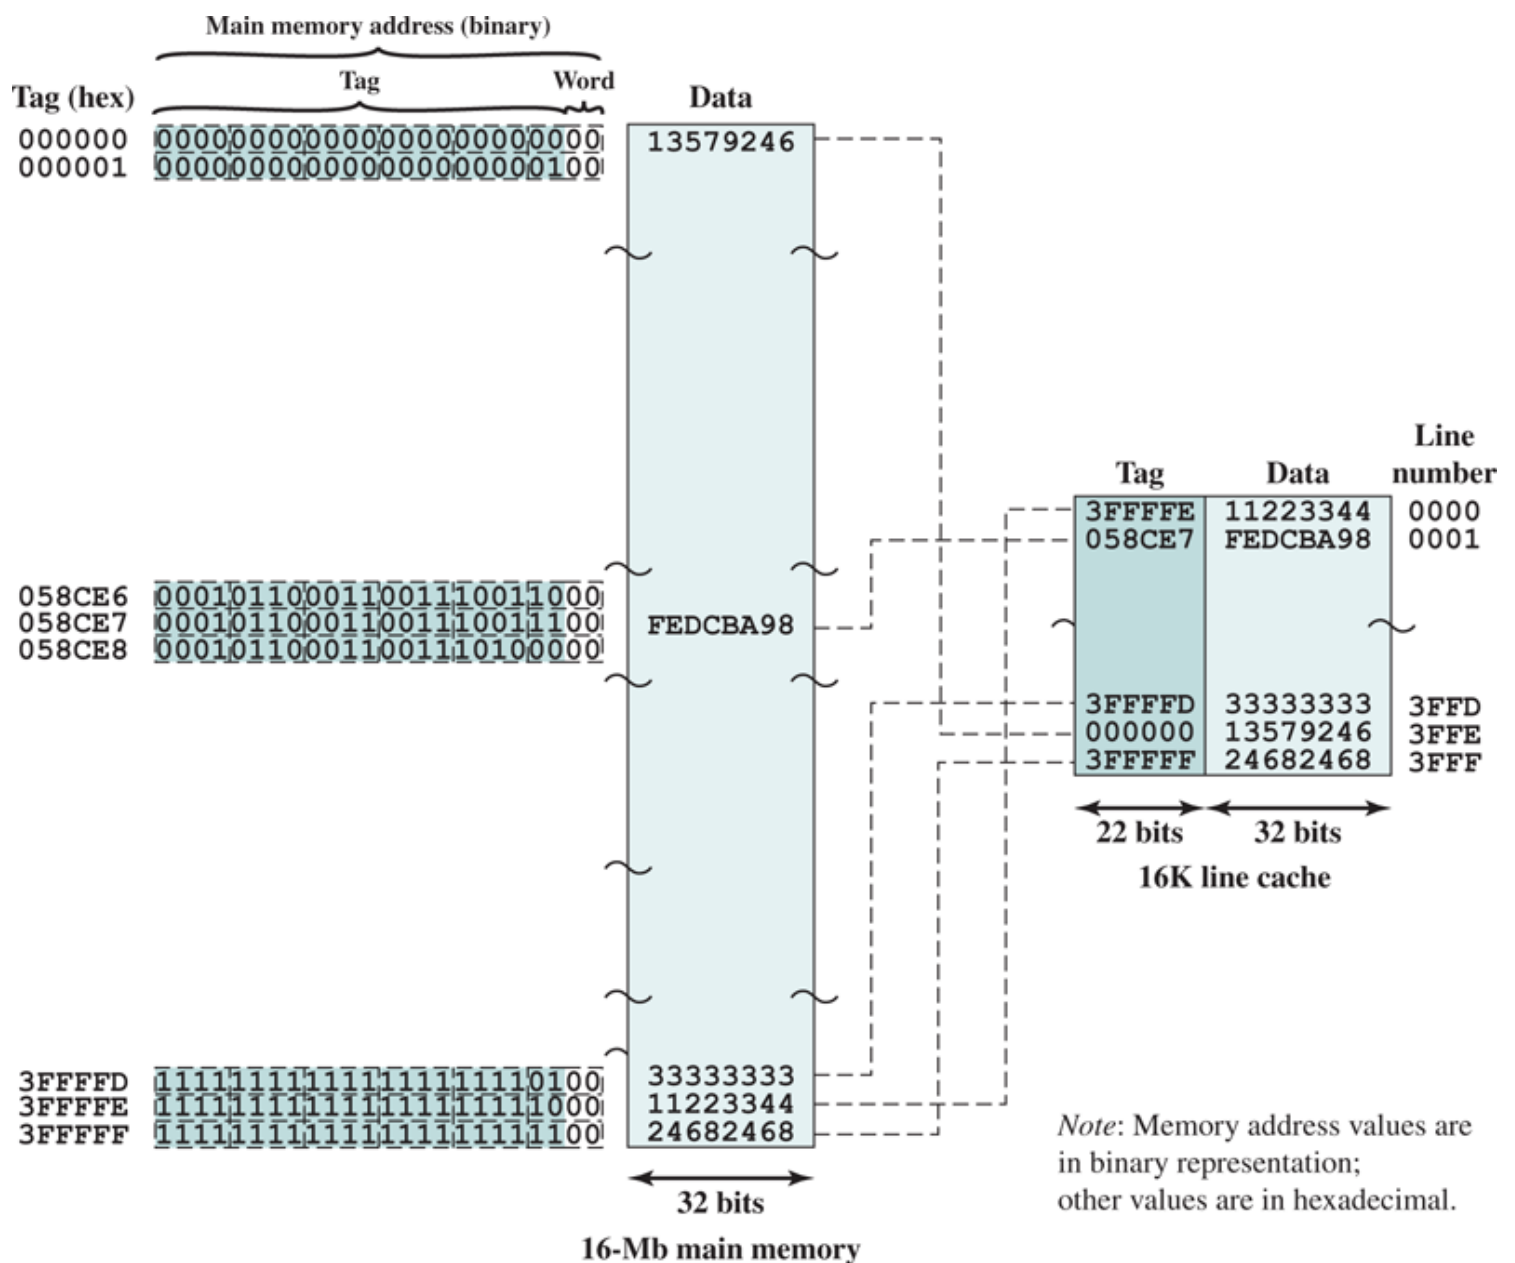 Main memory address (binary)
Tag (hex) Tag Word Data
000000 0000 0000 0000 0000 0000 0000 13579246
000001 0000 0000 0000 0000 0000 0100
Line
Tag Data number
3FFFFE 11223344 0000
058CE7 FEDCBA98 0001
058CE6 0001 0110 0011 0011 1001 1000
058CE7 0001 0110 0011 0011 1001 1100 FEDCBA98
058CE8 0001 0110 0011 0011 1010 0000
3FFFFD 33333333 3FFD
000000 13579246 3FFE
3FFFFF 24682468 3FFF
22 bits 32 bits
16K line cache
3FFFFD 1111 1111 1111 1111 1111 0100 33333333
3FFFFE 1111 1111 1111 1111 1111 1000 11223344
3FFFFF 1111 1111 1111 1111 1111 1100 24682468
32 bits
16-Mb main memory
Note: Memory address values are
in binary representation;
other values are in hexadecimal.